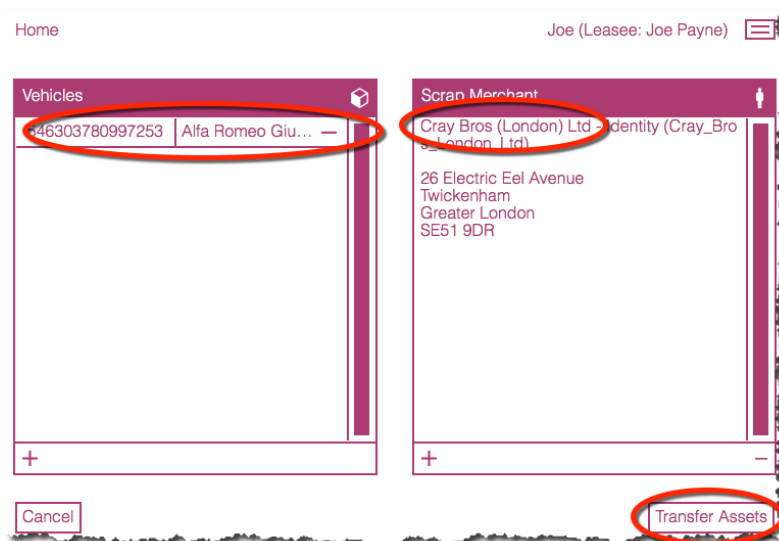 Home
Joe (Leasee: Joe Payne)
Vehicles
546303780997253 Alfa Romeo Giu...
Scrap Merchant
Cray Bros (London) Ltd - Identity (Cray_Bro
s_London_Ltd)
26 Electric Eel Avenue
Twickenham
Greater London
SE51 9DR
Cancel
Transfer Assets